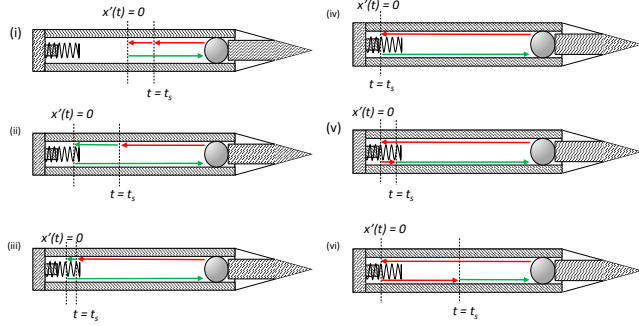 x'(t) = 0
(i)
t = tₛ
x'(t) = 0
(ii)
t = tₛ
x'(t) = 0
(iii)
t = tₛ
(iv)
x'(t) = 0
t = tₛ
x'(t) = 0
(v)
t = tₛ
x'(t) = 0
(vi)
t = tₛ